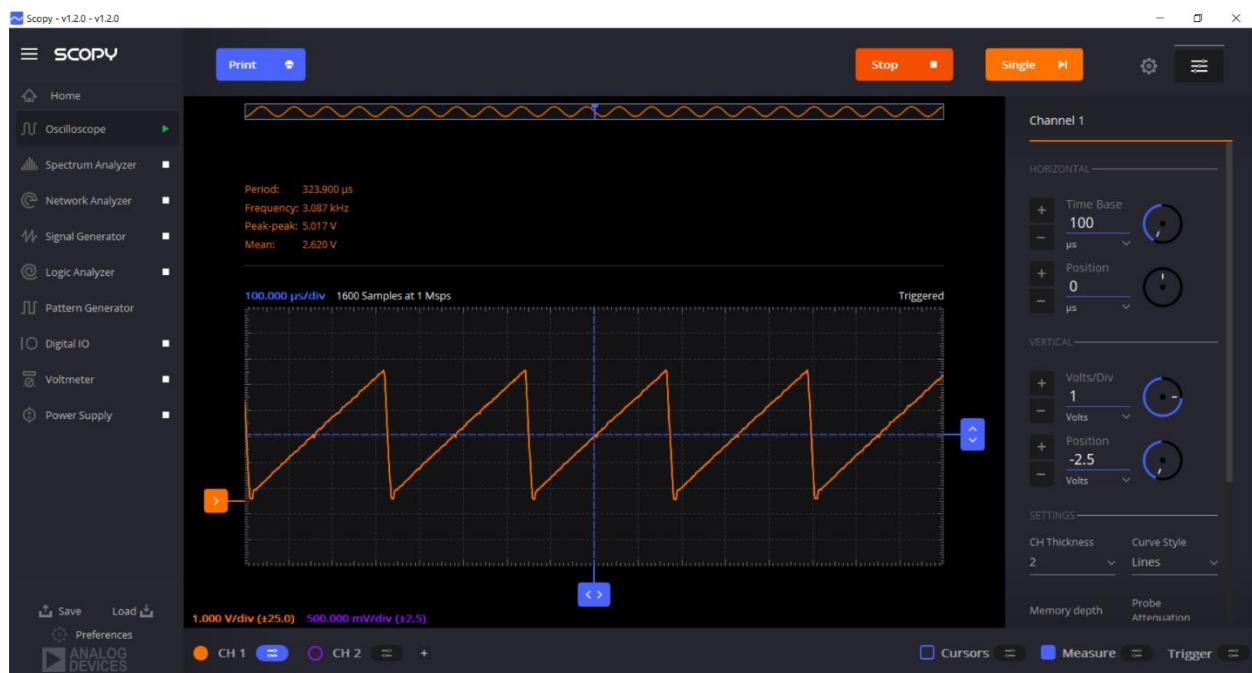 Scopy - v1.2.0 - v1.2.0
SCOPY
Print
Stop
Single
Home
Oscilloscope
Spectrum Analyzer
Network Analyzer
Signal Generator
Logic Analyzer
Pattern Generator
Digital IO
Voltmeter
Power Supply
Save Load
Preferences
ANALOG
DEVICES
Period: 323.900 µs
Frequency: 3.087 kHz
Peak-peak: 5.017 V
Mean: 2.620 V
100.000 µs/div 1600 Samples at 1 Msps Triggered
1.000 V/div (±25.0) 500.000 mV/div (±2.5)
CH 1 CH 2 +
Cursors Measure Trigger
Channel 1
HORIZONTAL
+ Time Base
100
- µs
+ Position
0
- µs
VERTICAL
+ Volts/Div
1
- Volts
+ Position
-2.5
- Volts
SETTINGS
CH Thickness Curve Style
2 Lines
Memory depth Probe
Attenuation